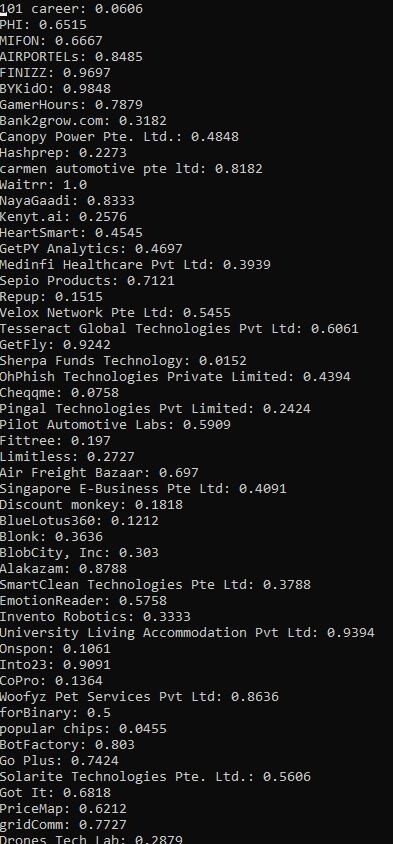 101 career: 0.0606
PHI: 0.6515
MIFON: 0.6667
AIRPORTELs: 0.8485
FINIZZ: 0.9697
BYKidO: 0.9848
GamerHours: 0.7879
Bank2grow.com: 0.3182
Canopy Power Pte. Ltd.: 0.4848
Hashprep: 0.2273
carmen automotive pte ltd: 0.8182
Waitrr: 1.0
NayaGaadi: 0.8333
Kenyt.ai: 0.2576
HeartSmart: 0.4545
GetPY Analytics: 0.4697
Medinfi Healthcare Pvt Ltd: 0.3939
Sepio Products: 0.7121
Repup: 0.1515
Velox Network Pte Ltd: 0.5455
Tesseract Global Technologies Pvt Ltd: 0.6061
GetFly: 0.9242
Sherpa Funds Technology: 0.0152
OhPhish Technologies Private Limited: 0.4394
Cheqqme: 0.0758
Pingal Technologies Pvt Limited: 0.2424
Pilot Automotive Labs: 0.5909
Fittree: 0.197
Limitless: 0.2727
Air Freight Bazaar: 0.697
Singapore E-Business Pte Ltd: 0.4091
Discount monkey: 0.1818
BlueLotus360: 0.1212
Blonk: 0.3636
BlobCity, Inc: 0.303
Alakazam: 0.8788
SmartClean Technologies Pte Ltd: 0.3788
EmotionReader: 0.5758
Invento Robotics: 0.3333
University Living Accommodation Pvt Ltd: 0.9394
Onspon: 0.1061
Into23: 0.9091
CoPro: 0.1364
Woofyz Pet Services Pvt Ltd: 0.8636
forBinary: 0.5
popular chips: 0.0455
BotFactory: 0.803
Go Plus: 0.7424
Solarite Technologies Pte. Ltd.: 0.5606
Got It: 0.6818
PriceMap: 0.6212
gridComm: 0.7727
Drones Tech Lab: 0.2879